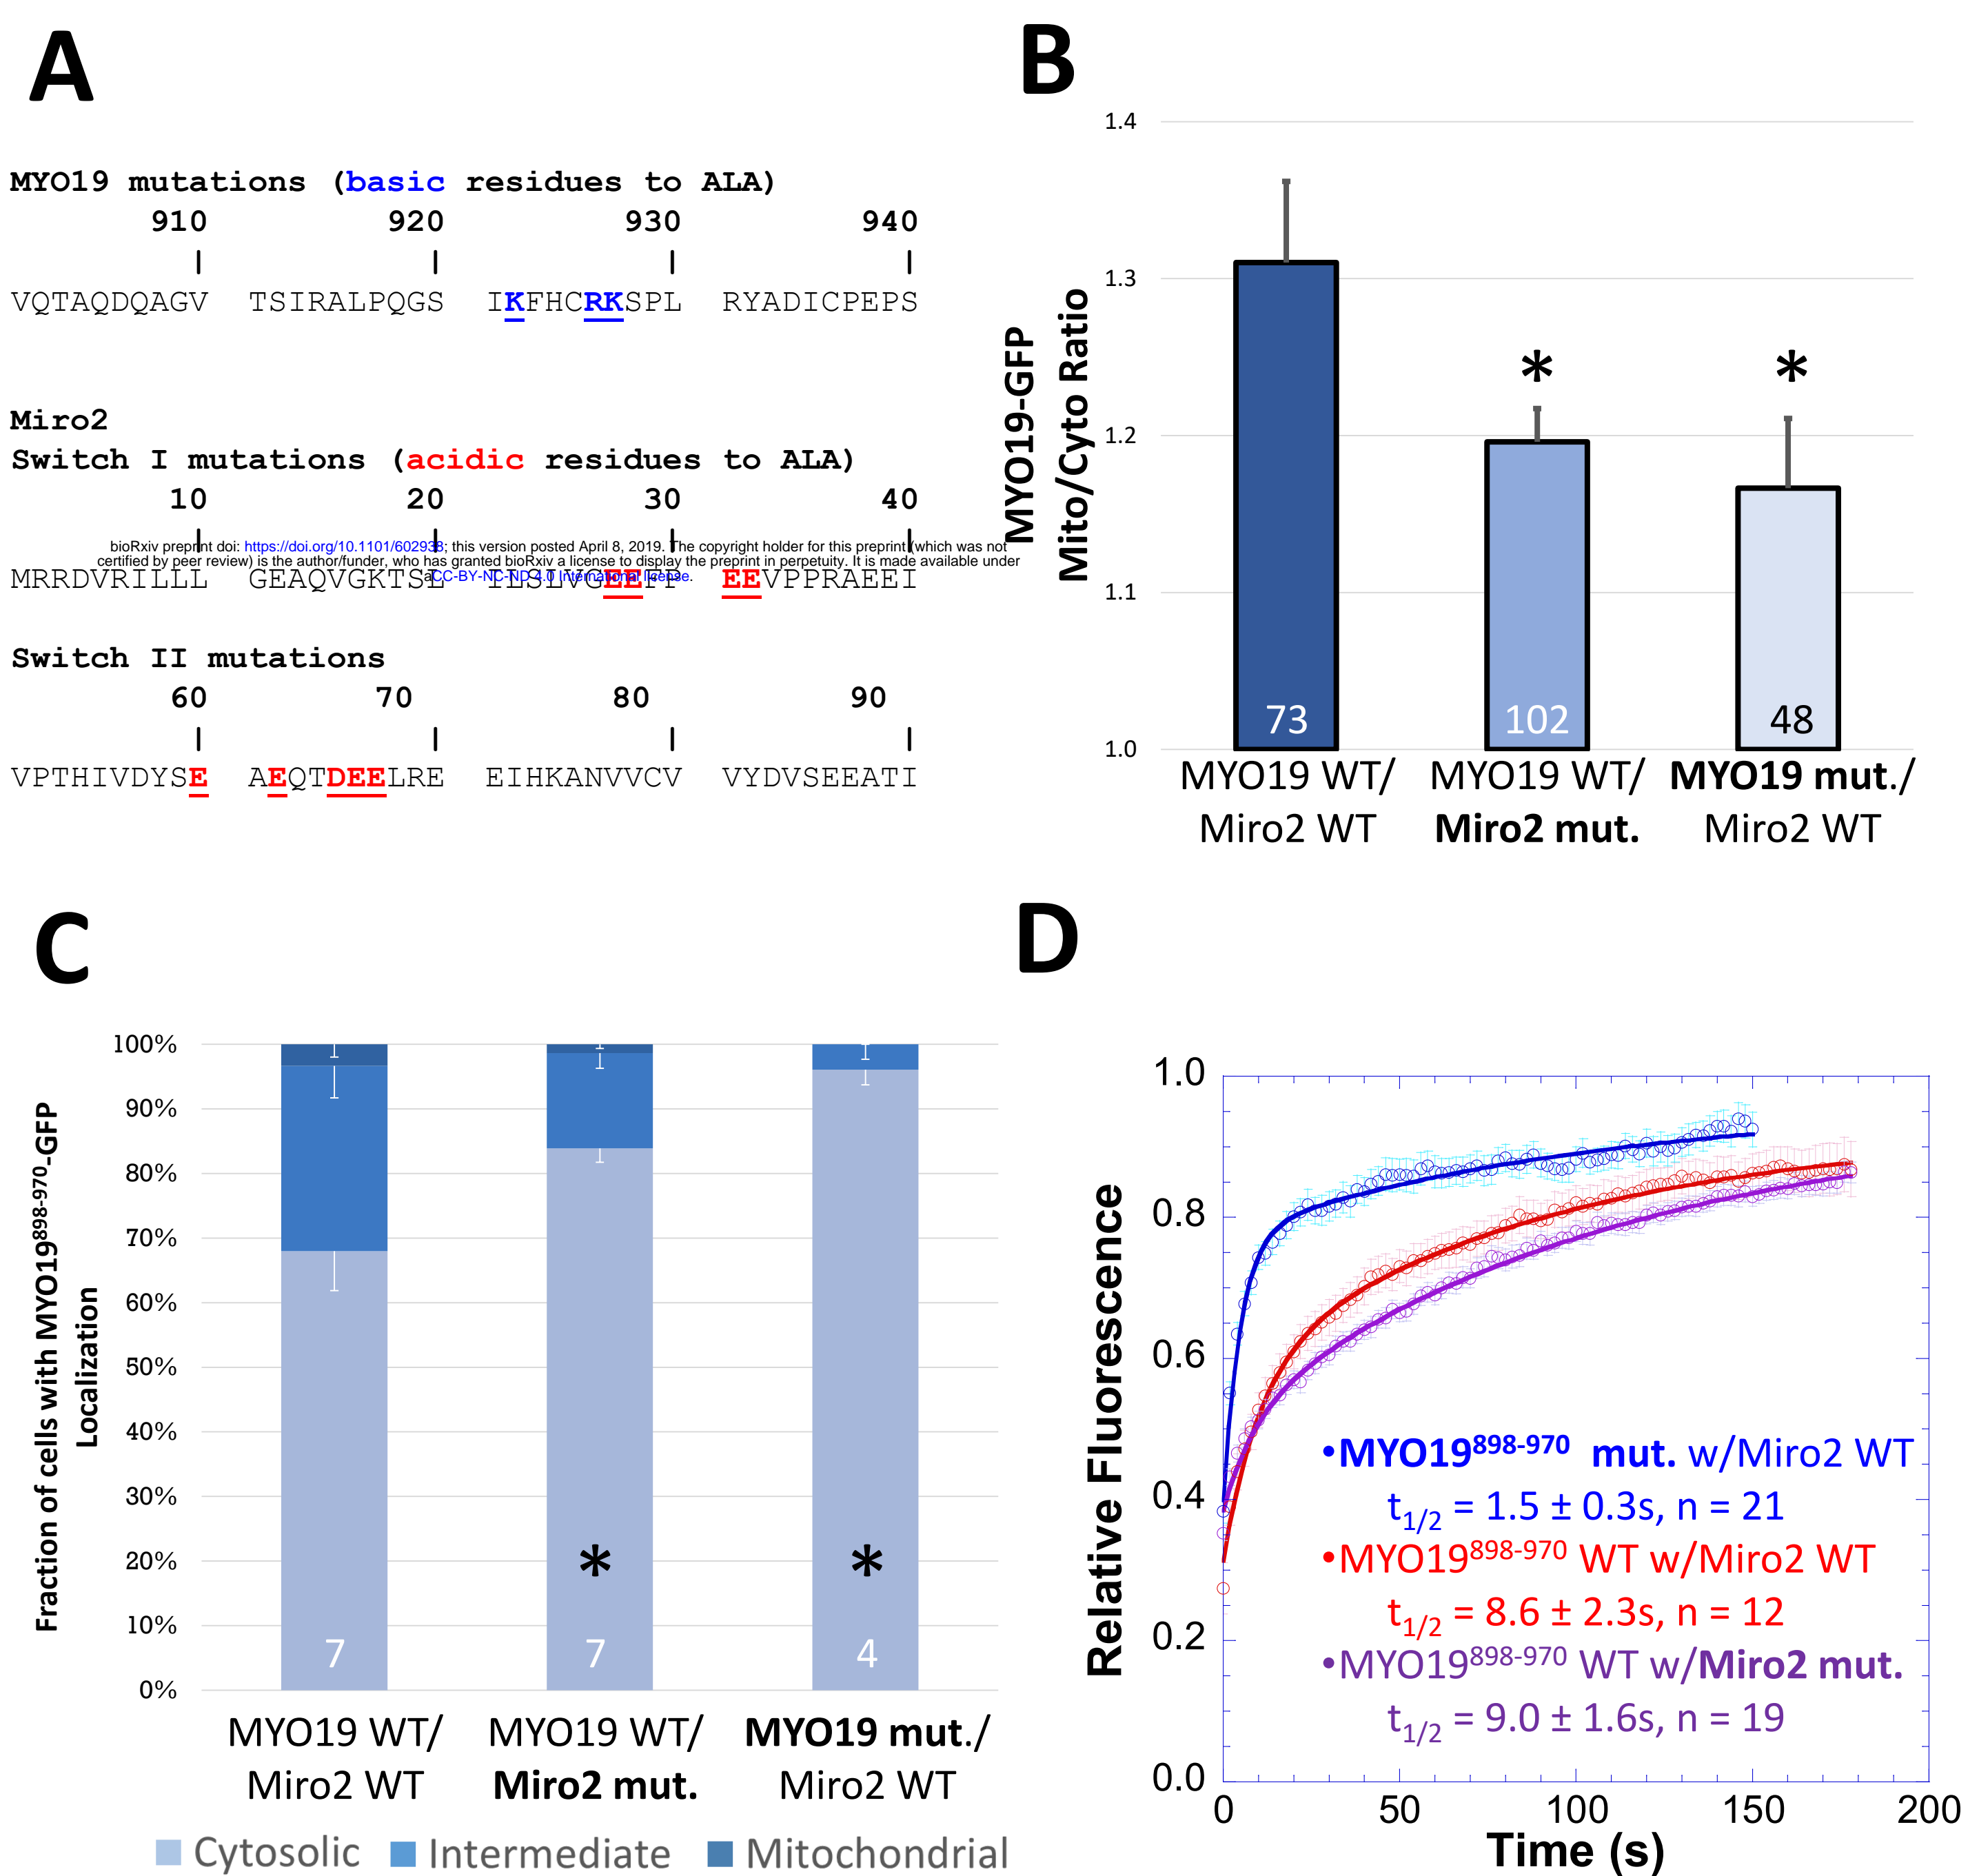 A
MYO19 mutations (basic residues to ALA)
910 920 930 940
VQTAQDQAGV TSIRALPQGS IKFHCRKSPL RYADICPEPS
Miro2
Switch I mutations (acidic residues to ALA)
10 20 30 40
bioRxiv preprint doi: https://doi.org/10.1101/602938; this version posted April 8, 2019. The copyright holder for this preprint (which was not
certified by peer review) is the author/funder, who has granted bioRxiv a license to display the preprint in perpetuity. It is made available under
aCC-BY-NC-ND 4.0 International license.
MRRDVRILLL GEAQVGKTSL ILSLVGEEFP EEVPPRAEEI
Switch II mutations
60 70 80 90
VPTHIVDYSE AEQTDEELRE EIHKANVVCV VYDVSEEATI
B
MYO19-GFP
Mito/Cyto Ratio
1.4
1.3
1.2
1.1
1.0
* *
73 102 48
MYO19 WT/ MYO19 WT/ MYO19 mut./
Miro2 WT Miro2 mut. Miro2 WT
C
Fraction of cells with MYO19898-970-GFP
Localization
100%
90%
80%
70%
60%
50%
40%
30%
20%
10%
0%
* *
7 7 4
MYO19 WT/ MYO19 WT/ MYO19 mut./
Miro2 WT Miro2 mut. Miro2 WT
Cytosolic Intermediate Mitochondrial
D
Relative Fluorescence
1.0
0.8
0.6
0.4
0.2
0.0
•MYO19898-970 mut. w/Miro2 WT
t1/2 = 1.5 ± 0.3s, n = 21
•MYO19898-970 WT w/Miro2 WT
t1/2 = 8.6 ± 2.3s, n = 12
•MYO19898-970 WT w/Miro2 mut.
t1/2 = 9.0 ± 1.6s, n = 19
0 50 100 150 200
Time (s)